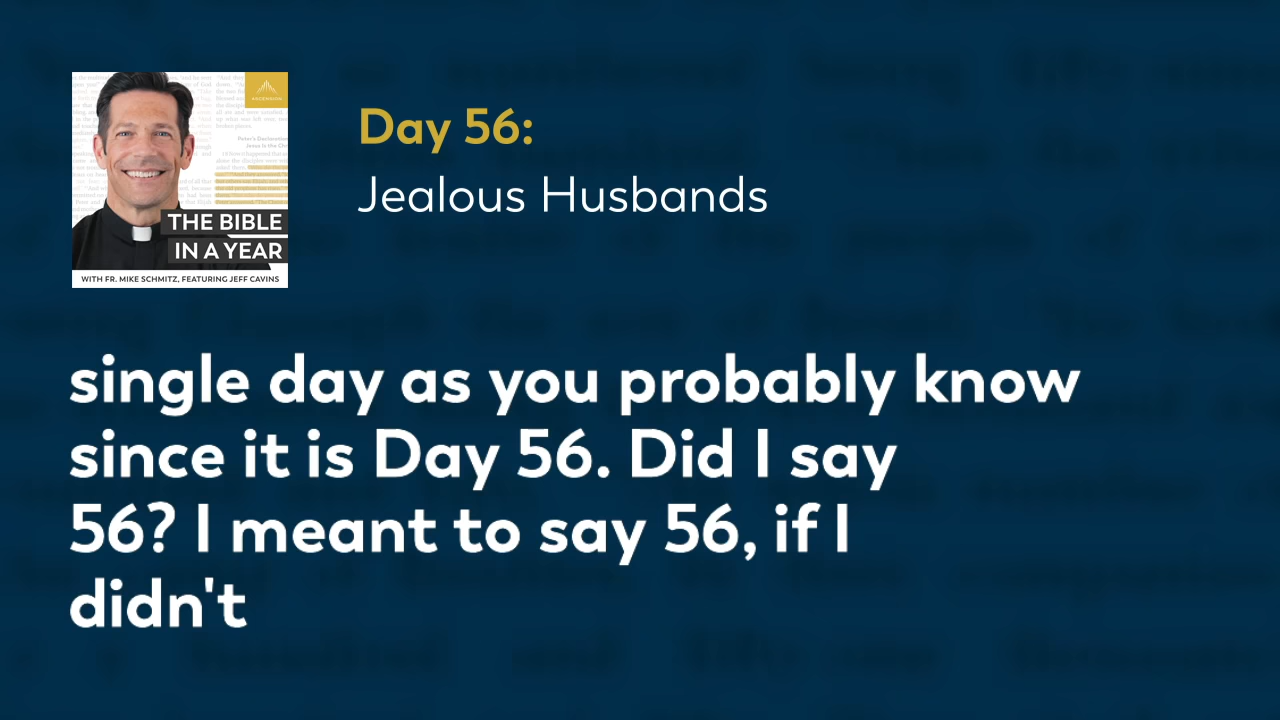 Day 56:
Jealous Husbands
ASCENSION
THE BIBLE
IN A YEAR
WITH FR. MIKE SCHMITZ, FEATURING JEFF CAVINS
single day as you probably know
since it is Day 56. Did I say
56? I meant to say 56, if I
didn't